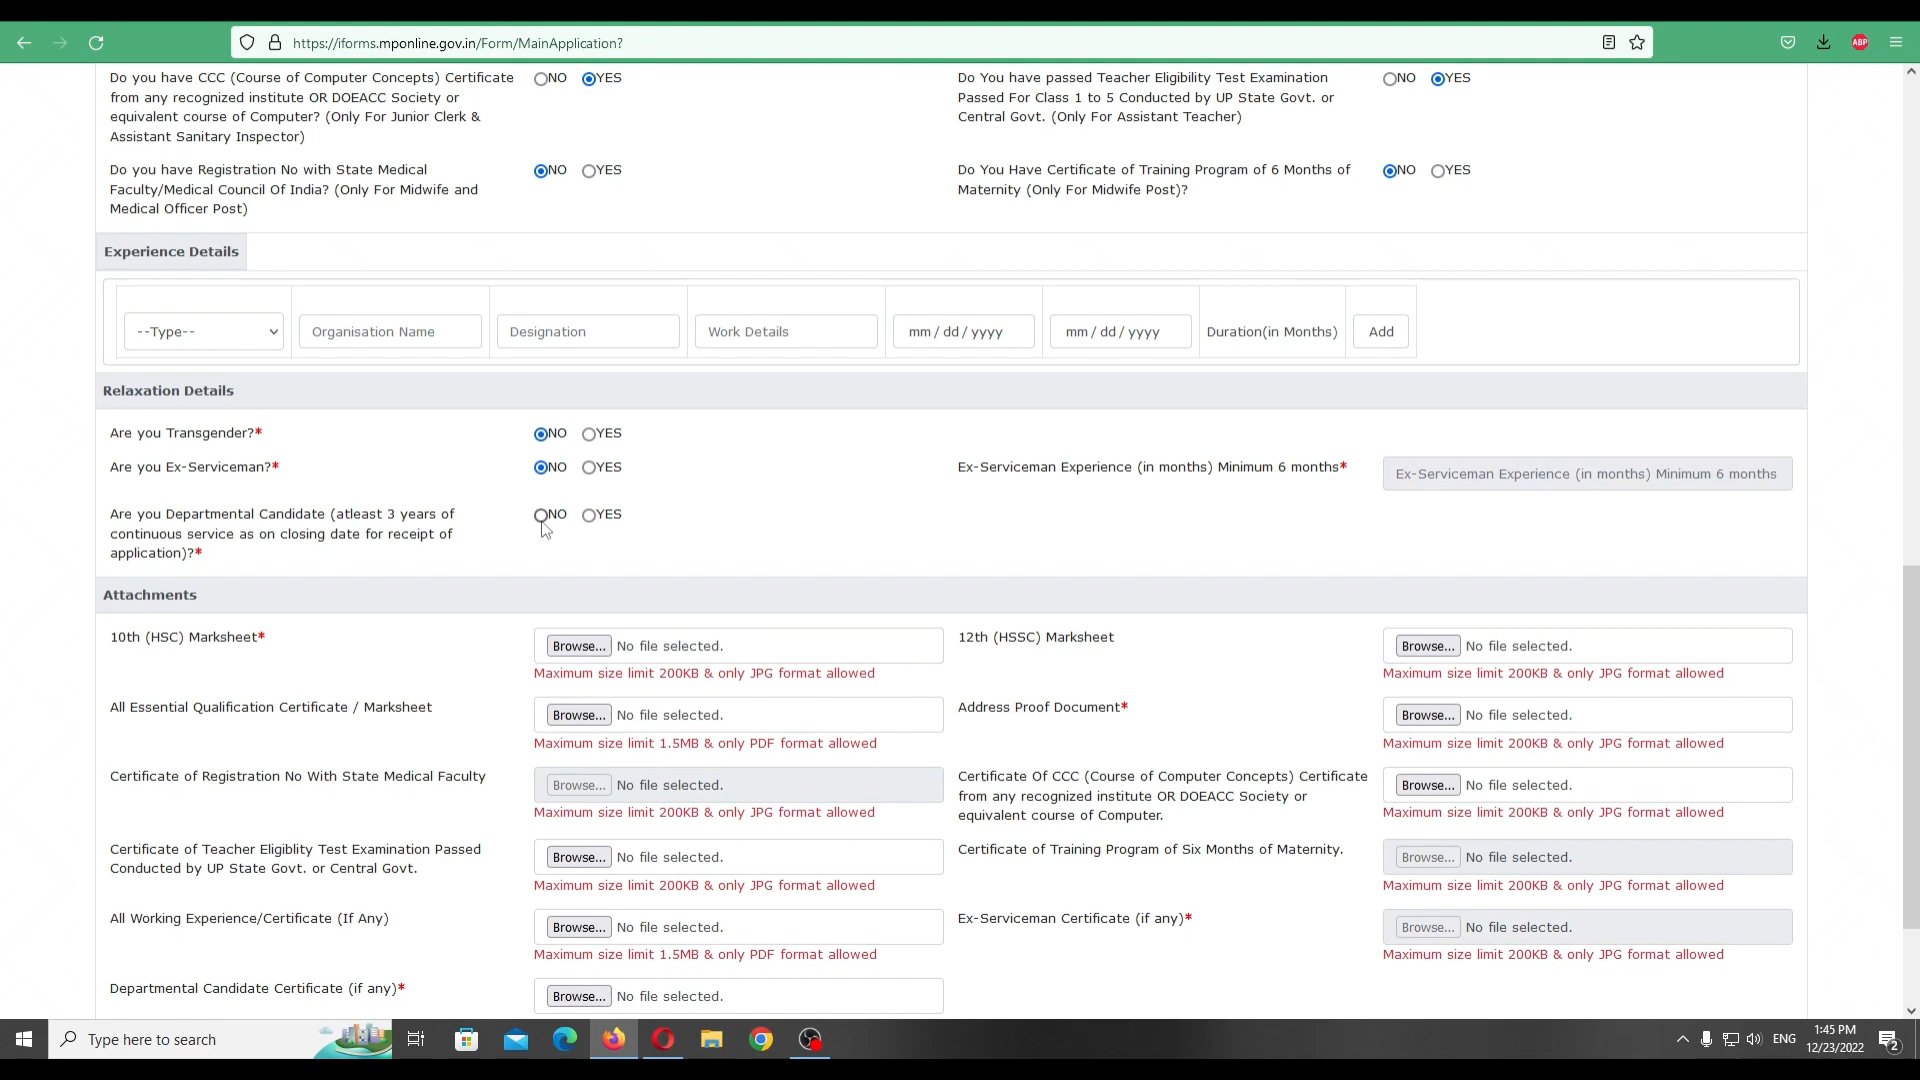 https://iforms.mponline.gov.in/Form/MainApplication?
ABP
Do you have CCC (Course of Computer Concepts) Certificate
from any recognized institute OR DOEACC Society or
equivalent course of Computer? (Only For Junior Clerk &
Assistant Sanitary Inspector)
NO YES
Do You have passed Teacher Eligibility Test Examination
Passed For Class 1 to 5 Conducted by UP State Govt. or
Central Govt. (Only For Assistant Teacher)
NO YES
Do you have Registration No with State Medical
Faculty/Medical Council Of India? (Only For Midwife and
Medical Officer Post)
NO YES
Do You Have Certificate of Training Program of 6 Months of
Maternity (Only For Midwife Post)?
NO YES
Experience Details
--Type-- Organisation Name Designation Work Details mm / dd / yyyy mm / dd / yyyy Duration(in Months) Add
Relaxation Details
Are you Transgender?* NO YES
Are you Ex-Serviceman?* NO YES
Ex-Serviceman Experience (in months) Minimum 6 months*
Ex-Serviceman Experience (in months) Minimum 6 months
Are you Departmental Candidate (atleast 3 years of
continuous service as on closing date for receipt of
application)?*
NO YES
Attachments
10th (HSC) Marksheet*
Browse... No file selected.
Maximum size limit 200KB & only JPG format allowed
12th (HSSC) Marksheet
Browse... No file selected.
Maximum size limit 200KB & only JPG format allowed
All Essential Qualification Certificate / Marksheet
Browse... No file selected.
Maximum size limit 1.5MB & only PDF format allowed
Address Proof Document*
Browse... No file selected.
Maximum size limit 200KB & only JPG format allowed
Certificate of Registration No With State Medical Faculty
Browse... No file selected.
Maximum size limit 200KB & only JPG format allowed
Certificate Of CCC (Course of Computer Concepts) Certificate
from any recognized institute OR DOEACC Society or
equivalent course of Computer.
Browse... No file selected.
Maximum size limit 200KB & only JPG format allowed
Certificate of Teacher Eligiblity Test Examination Passed
Conducted by UP State Govt. or Central Govt.
Browse... No file selected.
Maximum size limit 200KB & only JPG format allowed
Certificate of Training Program of Six Months of Maternity.
Browse... No file selected.
Maximum size limit 200KB & only JPG format allowed
All Working Experience/Certificate (If Any)
Browse... No file selected.
Maximum size limit 1.5MB & only PDF format allowed
Ex-Serviceman Certificate (if any)*
Browse... No file selected.
Maximum size limit 200KB & only JPG format allowed
Departmental Candidate Certificate (if any)*
Browse... No file selected.
Type here to search
ENG
1:45 PM
12/23/2022
2